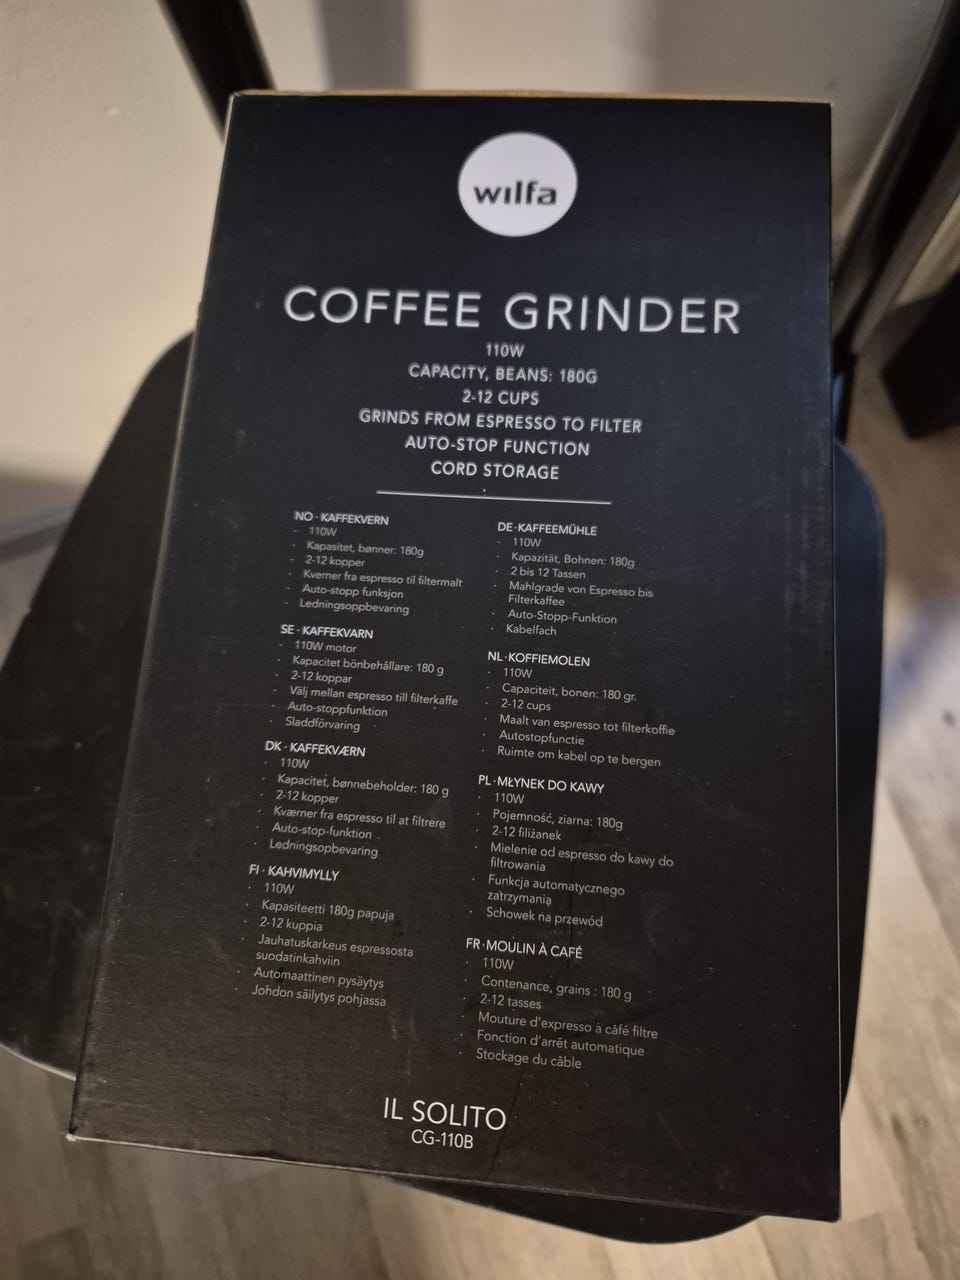 wilfa
COFFEE GRINDER
110W
CAPACITY, BEANS: 180G
2-12 CUPS
GRINDS FROM ESPRESSO TO FILTER
AUTO-STOP FUNCTION
CORD STORAGE
NO · KAFFEKVERN
· 110W
· Kapasitet, bønner: 180g
· 2-12 kopper
· Kverner fra espresso til filtermalt
· Auto-stopp funksjon
· Ledningsoppbevaring
SE · KAFFEKVARN
· 110W motor
· Kapacitet bönbehållare: 180 g
· 2-12 koppar
· Välj mellan espresso till filterkaffe
· Auto-stoppfunktion
· Sladdförvaring
DK · KAFFEKVÆRN
· 110W
· Kapacitet, bønnebeholder: 180 g
· 2-12 kopper
· Kværner fra espresso til at filtrere
· Auto-stop-funktion
· Ledningsopbevaring
FI · KAHVIMYLLY
· 110W
· Kapasiteetti 180g papuja
· 2-12 kuppia
· Jauhatuskarkeus espressosta
suodatinkahviin
· Automaattinen pysäytys
· Johdon säilytys pohjassa
DE · KAFFEEMÜHLE
· 110W
· Kapazität, Bohnen: 180g
· 2 bis 12 Tassen
· Mahlgrade von Espresso bis
Filterkaffee
· Auto-Stopp-Funktion
· Kabelfach
NL · KOFFIEMOLEN
· 110W
· Capaciteit, bonen: 180 gr.
· 2-12 cups
· Maalt van espresso tot filterkoffie
· Autostopfunctie
· Ruimte om kabel op te bergen
PL · MŁYNEK DO KAWY
· 110W
· Pojemność, ziarna: 180g
· 2-12 filiżanek
· Mielenie od espresso do kawy do
filtrowania
· Funkcja automatycznego
zatrzymania
· Schowek na przewód
FR · MOULIN À CAFÉ
· 110W
· Contenance, grains : 180 g
· 2-12 tasses
· Mouture d'expresso à café filtre
· Fonction d'arrêt automatique
· Stockage du câble
IL SOLITO
CG-110B